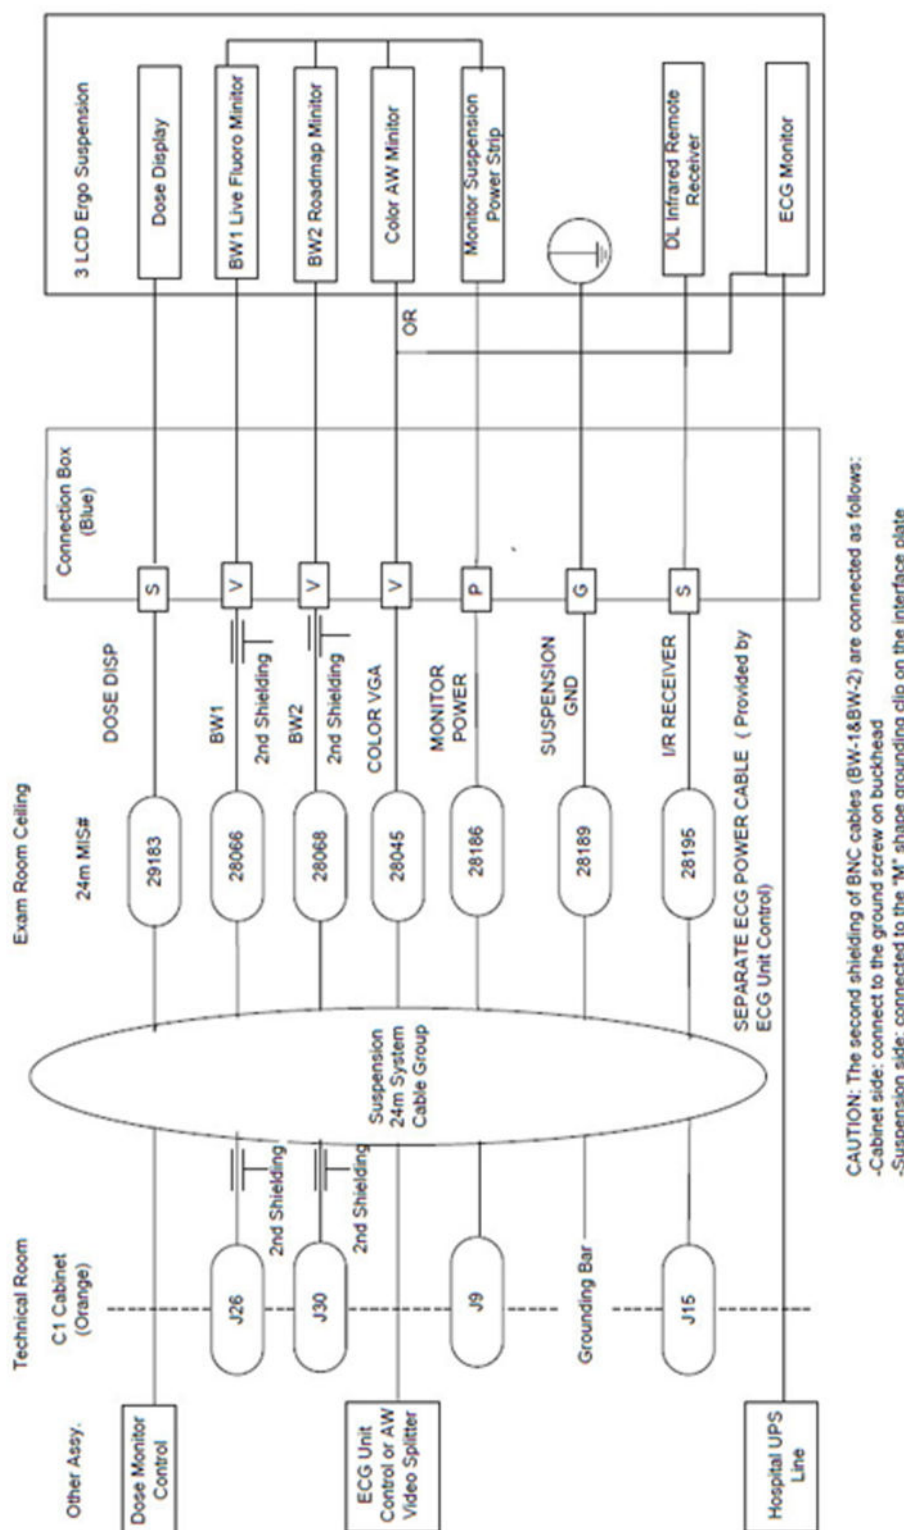 Other Assy.
Technical Room
C1 Cabinet
(Orange)
Exam Room Ceiling
24m MIS#
Connection Box
(Blue)
3 LCD Ergo Suspension
Dose Monitor
Control
29183
DOSE DISP
S
Dose Display
J26
2nd Shielding
28066
BW1
2nd Shielding
V
BW1 Live Fluoro Minitor
J30
2nd Shielding
28068
BW2
2nd Shielding
V
BW2 Roadmap Minitor
ECG Unit
Control or AW
Video Splitter
Suspension
24m System
Cable Group
28045
COLOR VGA
V
OR
Color AW Minitor
J9
28186
MONITOR
POWER
P
Monitor Suspension
Power Strip
Grounding Bar
28189
SUSPENSION
GND
G
J15
28195
I/R RECEIVER
S
DL Infrared Remote
Receiver
SEPARATE ECG POWER CABLE ( Provided by
ECG Unit Control)
Hospital UPS
Line
ECG Monitor
CAUTION: The second shielding of BNC cables (BW-1&BW-2) are connected as follows:
-Cabinet side: connect to the ground screw on buckhead
-Suspension side: connected to the "M" shape grounding clip on the interface plate